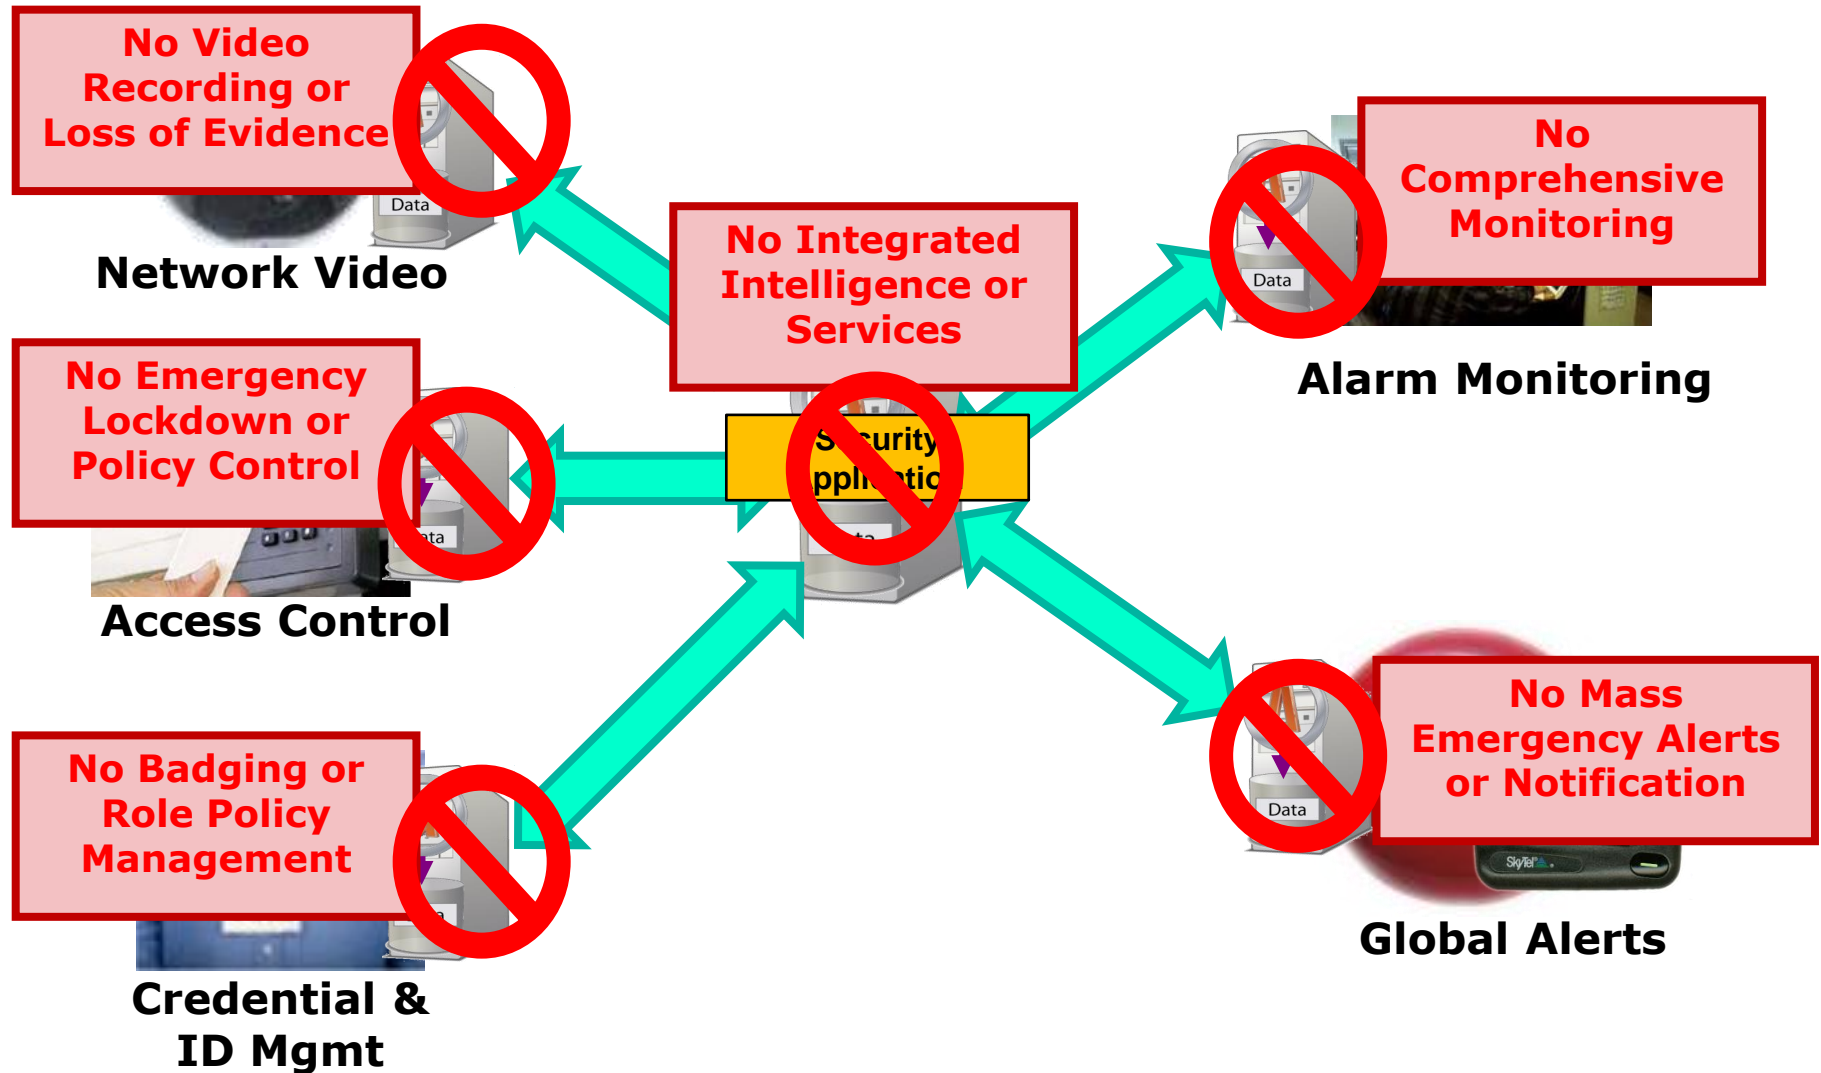 No Video
Recording or
Loss of Evidence
Data
Network Video
No Emergency
Lockdown or
Policy Control
Access Control
No Badging or
Role Policy
Management
Credential &
ID Mgmt
No Integrated
Intelligence or
Services
Security
No
Comprehensive
Monitoring
Data
Alarm Monitoring
No Mass
Emergency Alerts
or Notification
Data
SkyTel
Global Alerts